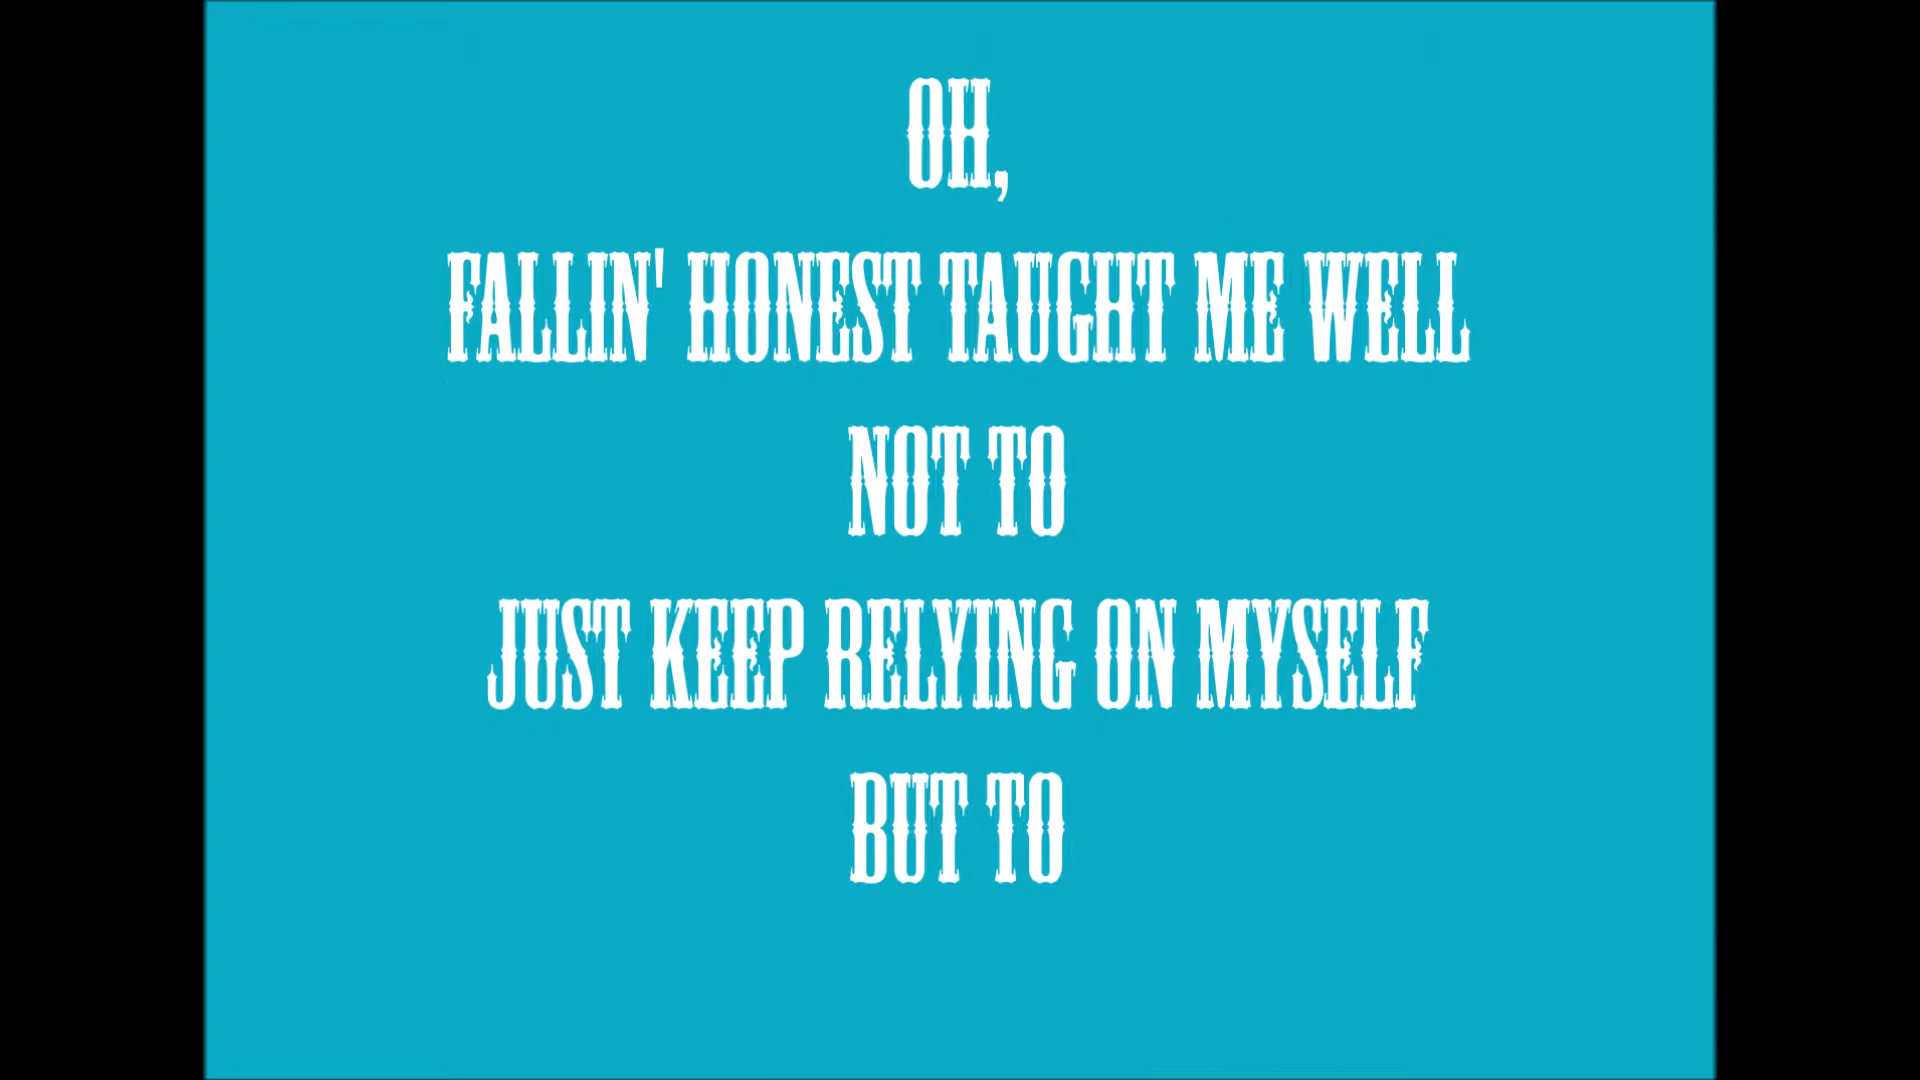 OH,
FALLIN' HONEST TAUGHT ME WELL
NOT TO
JUST KEEP RELYING ON MYSELF
BUT TO